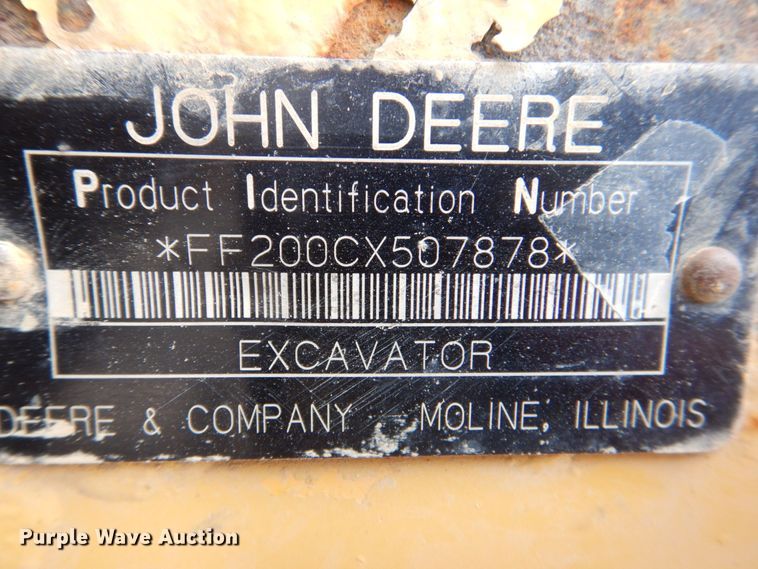 JOHN DEERE
Product Identification Number
*FF200CX507878*
EXCAVATOR
DEERE & COMPANY MOLINE, ILLINOIS
Purple Wave Auction